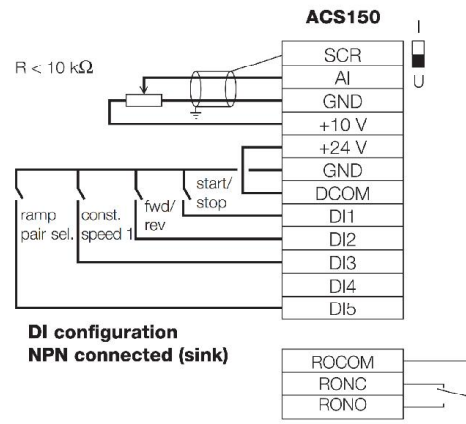 ACS150
I
U
R < 10 kΩ
SCR
AI
GND
+10 V
+24 V
GND
DCOM
DI1
DI2
DI3
DI4
DI5
start/
stop
fwd/
rev
const.
speed 1
ramp
pair sel.
DI configuration
NPN connected (sink)
ROCOM
RONC
RONO